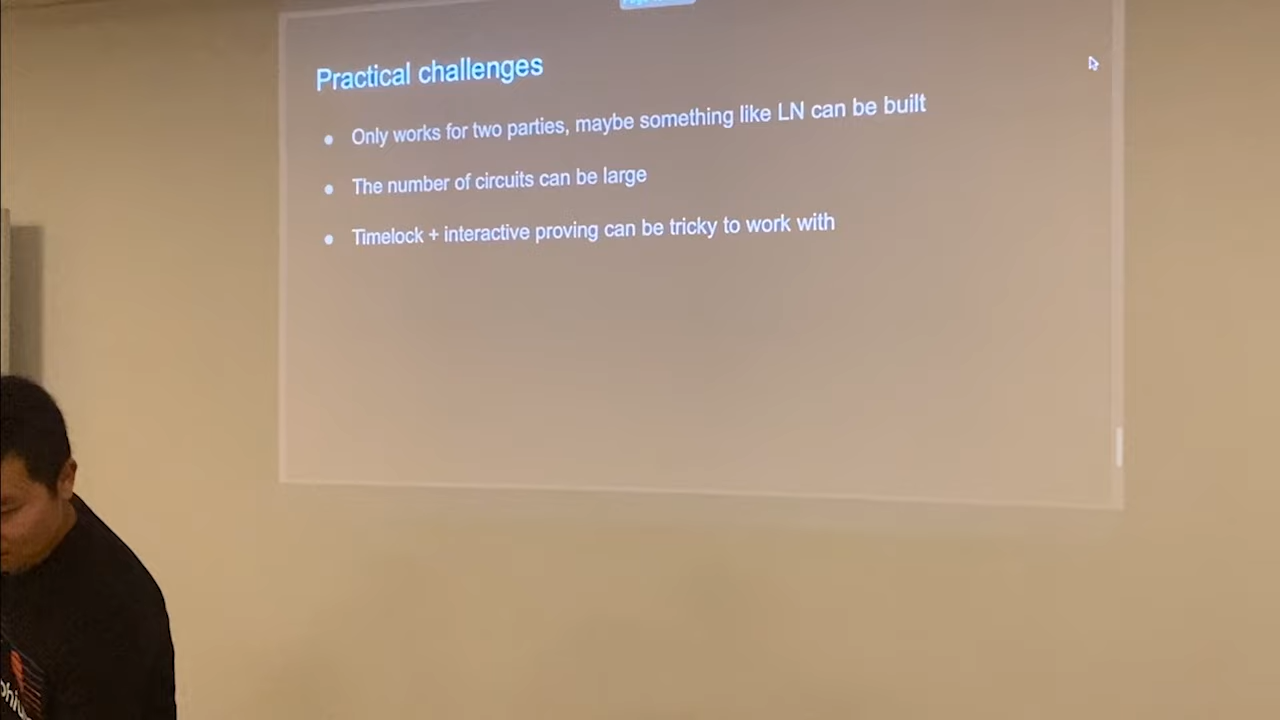 Practical challenges
Only works for two parties, maybe something like LN can be built
The number of circuits can be large
Timelock + interactive proving can be tricky to work with